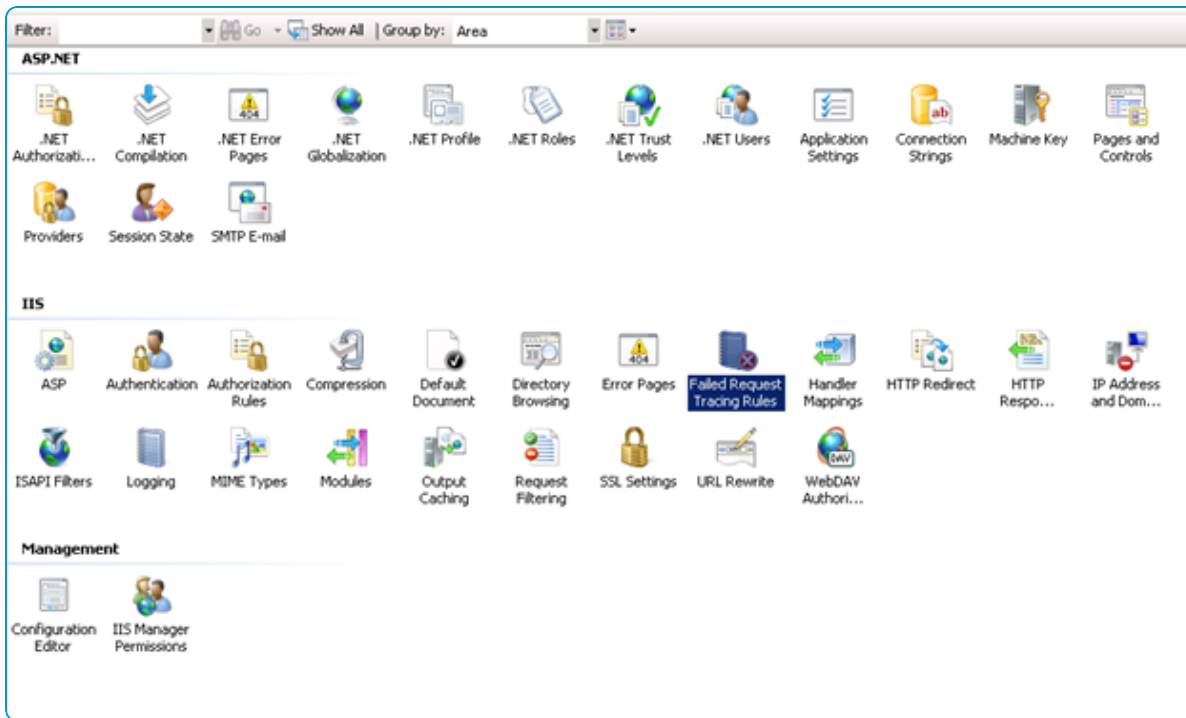 Filter: Go Show All Group by: Area
ASP.NET
.NET Authorizati... .NET Compilation .NET Error Pages .NET Globalization .NET Profile .NET Roles .NET Trust Levels .NET Users Application Settings Connection Strings Machine Key Pages and Controls
Providers Session State SMTP E-mail
IIS
ASP Authentication Authorization Rules Compression Default Document Directory Browsing Error Pages Failed Request Tracing Rules Handler Mappings HTTP Redirect HTTP Respo... IP Address and Dom...
ISAPI Filters Logging MIME Types Modules Output Caching Request Filtering SSL Settings URL Rewrite WebDAV Authori...
Management
Configuration Editor IIS Manager Permissions